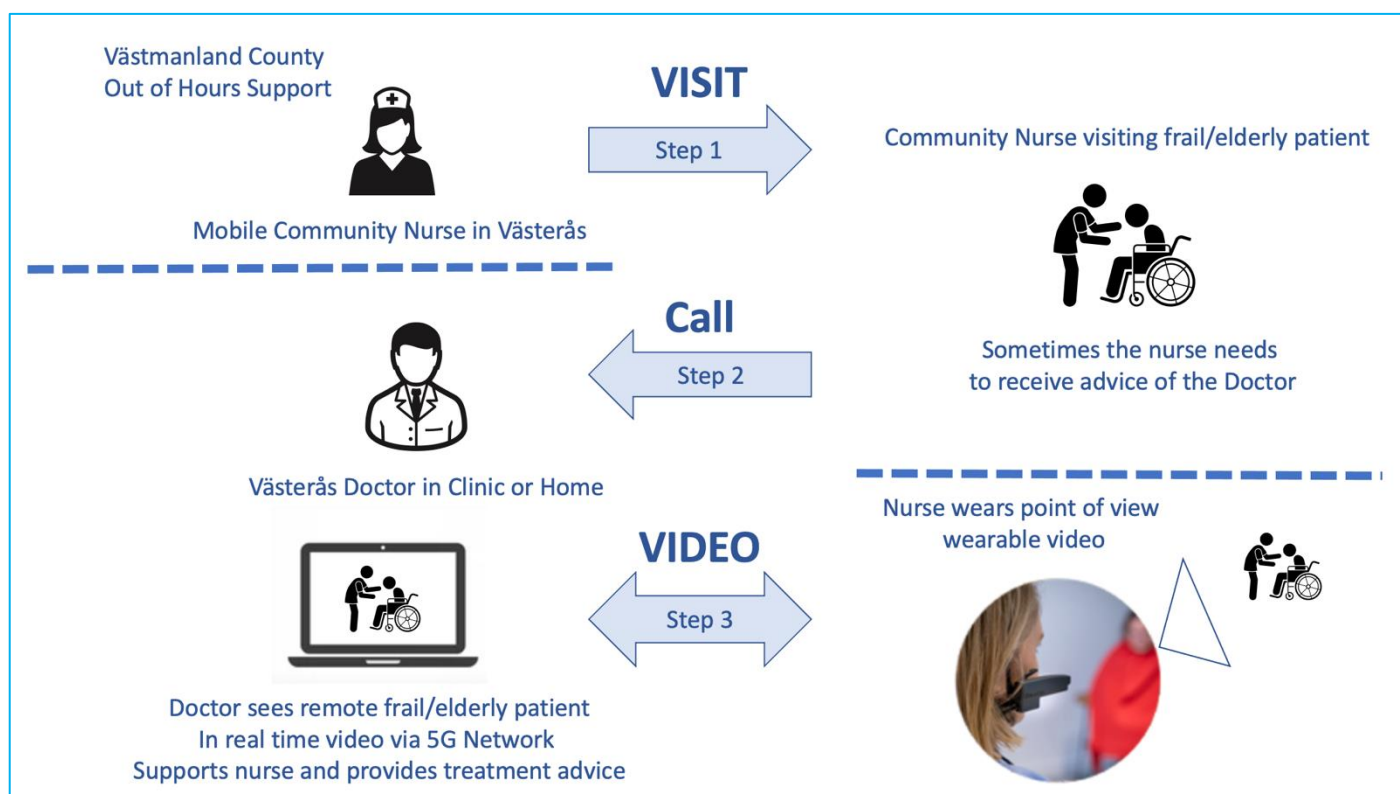 Västmanland County
Out of Hours Support
Mobile Community Nurse in Västerås
VISIT
Step 1
Community Nurse visiting frail/elderly patient
Sometimes the nurse needs
to receive advice of the Doctor
Call
Step 2
Västerås Doctor in Clinic or Home
VIDEO
Step 3
Nurse wears point of view
wearable video
Doctor sees remote frail/elderly patient
In real time video via 5G Network
Supports nurse and provides treatment advice